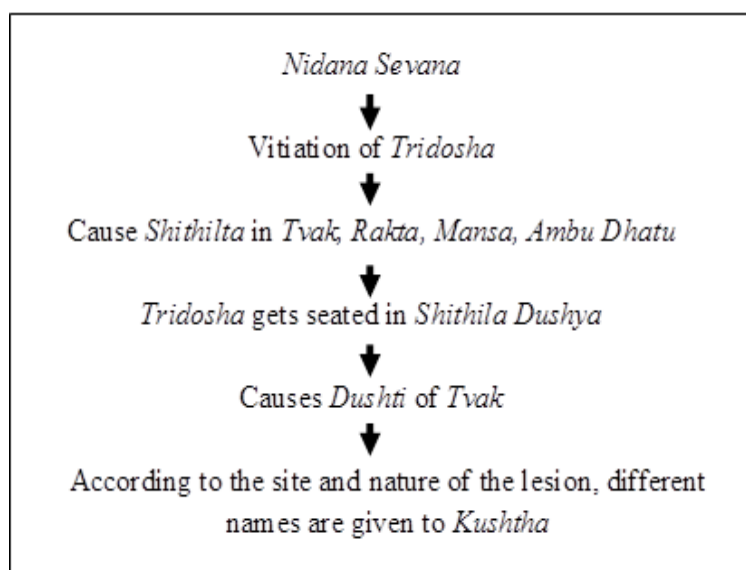 Nidana Sevana
Vitiation of Tridosha
Cause Shithilta in Tvak, Rakta, Mansa, Ambu Dhatu
Tridosha gets seated in Shithila Dushya
Causes Dushti of Tvak
According to the site and nature of the lesion, different
names are given to Kushtha